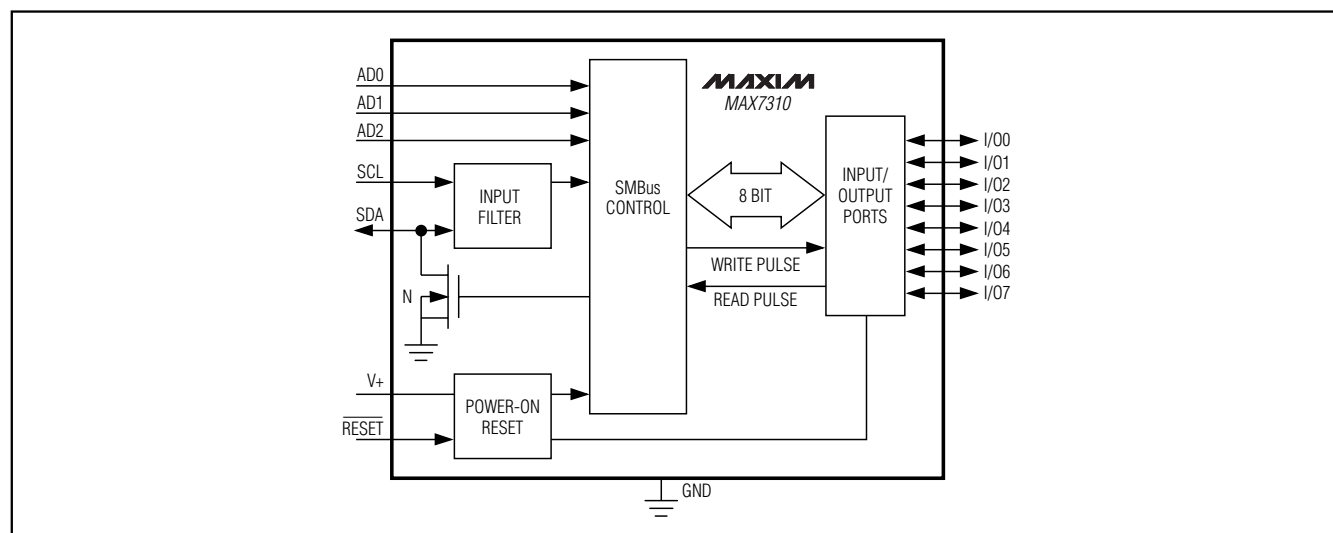 AD0
AD1
AD2
SCL
SDA
INPUT
FILTER
N
V+
RESET
POWER-ON
RESET
SMBus
CONTROL
MAXIM
MAX7310
8 BIT
WRITE PULSE
READ PULSE
INPUT/
OUTPUT
PORTS
I/O0
I/O1
I/O2
I/O3
I/O4
I/O5
I/O6
I/O7
GND